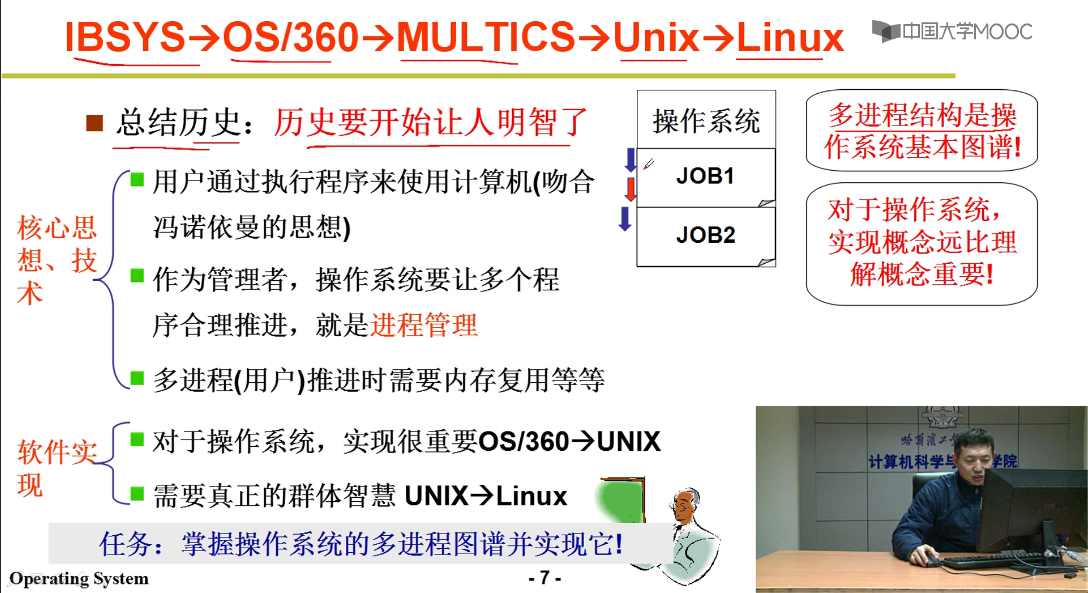 IBSYS→OS/360→MULTICS→Unix→Linux
中国大学MOOC
总结历史：历史要开始让人明智了
操作系统
JOB1
JOB2
多进程结构是操
作系统基本图谱!
对于操作系统，
实现概念远比理
解概念重要!
核心思
想、技
术
用户通过执行程序来使用计算机(吻合
冯诺依曼的思想)
作为管理者，操作系统要让多个程
序合理推进，就是进程管理
多进程(用户)推进时需要内存复用等等
软件实
现
对于操作系统，实现很重要OS/360→UNIX
需要真正的群体智慧 UNIX→Linux
任务：掌握操作系统的多进程图谱并实现它!
Operating System
- 7 -
计算机科学与
学院